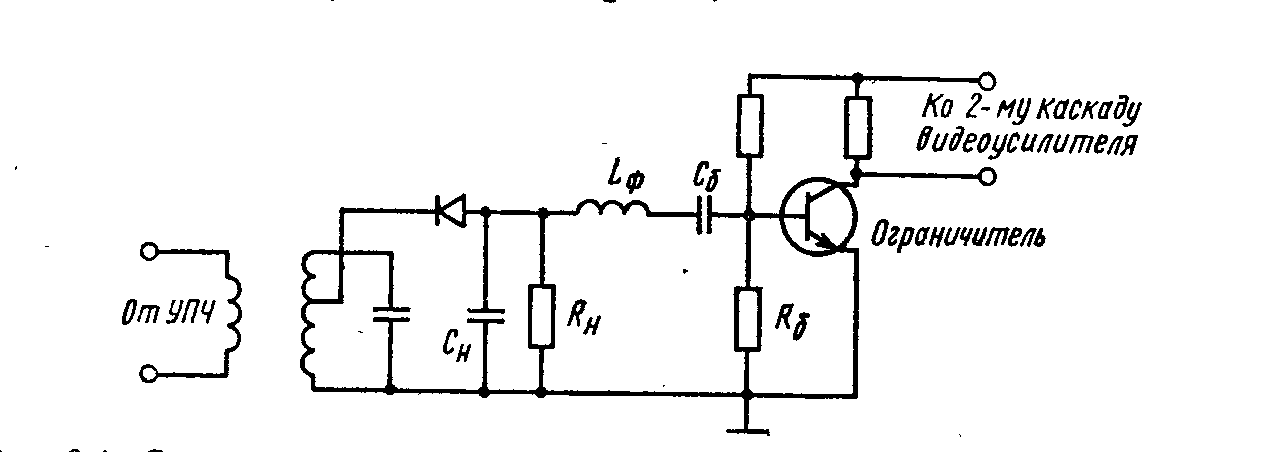 Ко 2-му каскаду
видеоусилителя
Lф
Cб
Ограничитель
От УПЧ
Cн
Rн
Rб